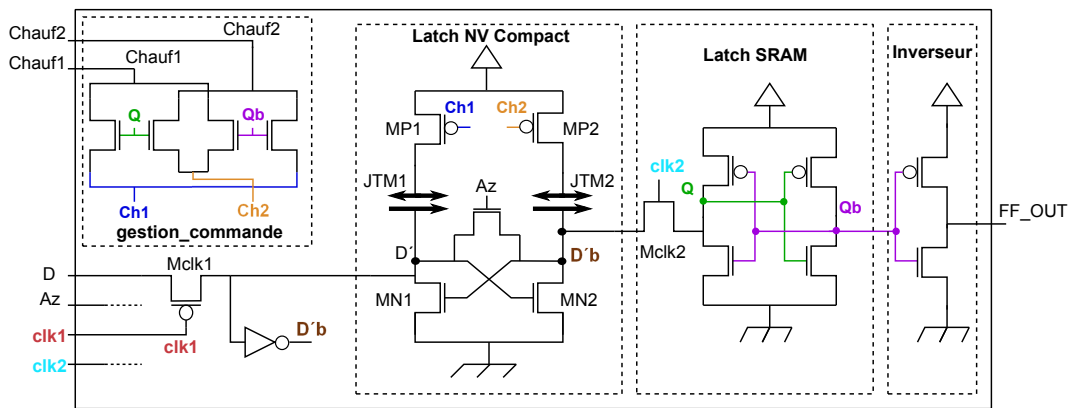 Chauf2
Chauf1
Chauf2
Chauf1
Q
Qb
Ch1
Ch2
gestion_commande
Latch NV Compact
Ch1
Ch2
MP1
MP2
JTM1
JTM2
Az
D´
D´b
MN1
MN2
D
Mclk1
Az
clk1
clk1
clk2
D´b
Latch SRAM
clk2
Q
Qb
Mclk2
Inverseur
FF_OUT